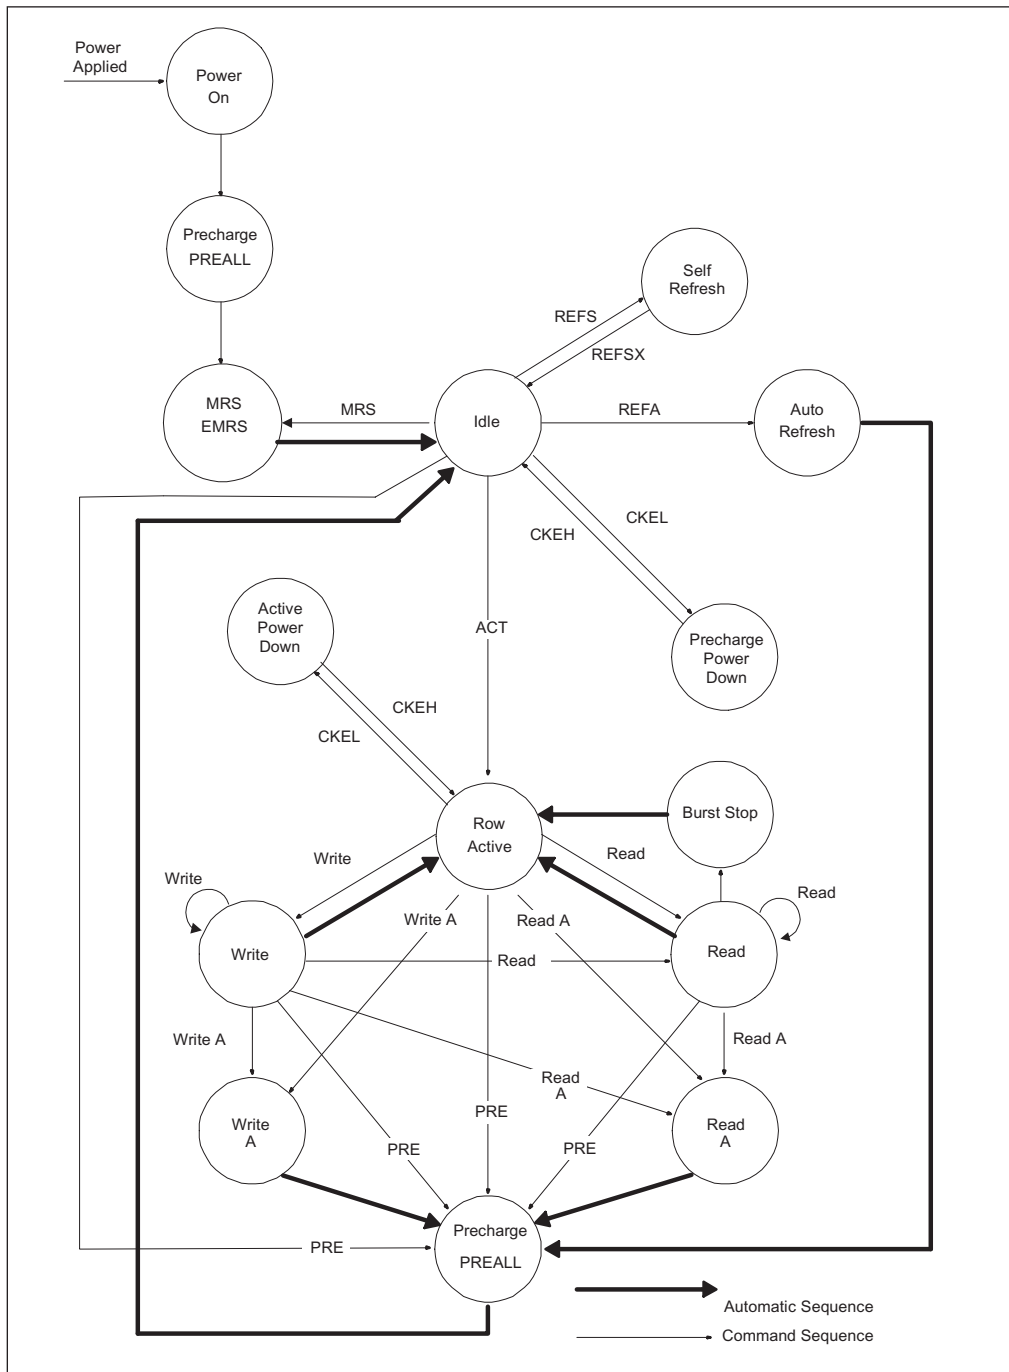 Power
Applied
Power
On
Precharge
PREALL
Self
Refresh
REFS
REFSX
MRS
EMRS
MRS
Idle
REFA
Auto
Refresh
CKEL
CKEH
Active
Power
Down
ACT
Precharge
Power
Down
CKEH
CKEL
Row
Active
Burst Stop
Write
Read
Write
Write A
Read A
Read
Write
Read
Read
Write A
Read A
Read
A
Write
A
PRE
PRE
PRE
Read
A
Precharge
PREALL
PRE
Automatic Sequence
Command Sequence